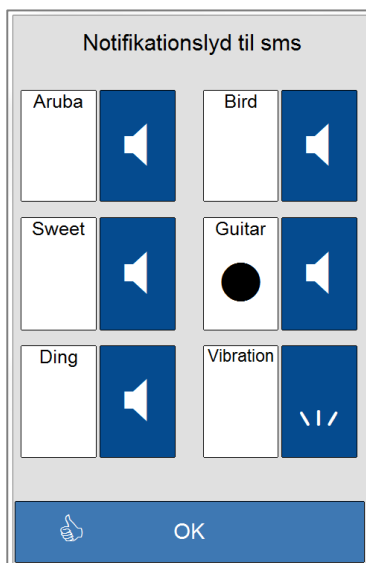 Notifikationslyd til sms
Aruba
Bird
Sweet
Guitar
Ding
Vibration
OK